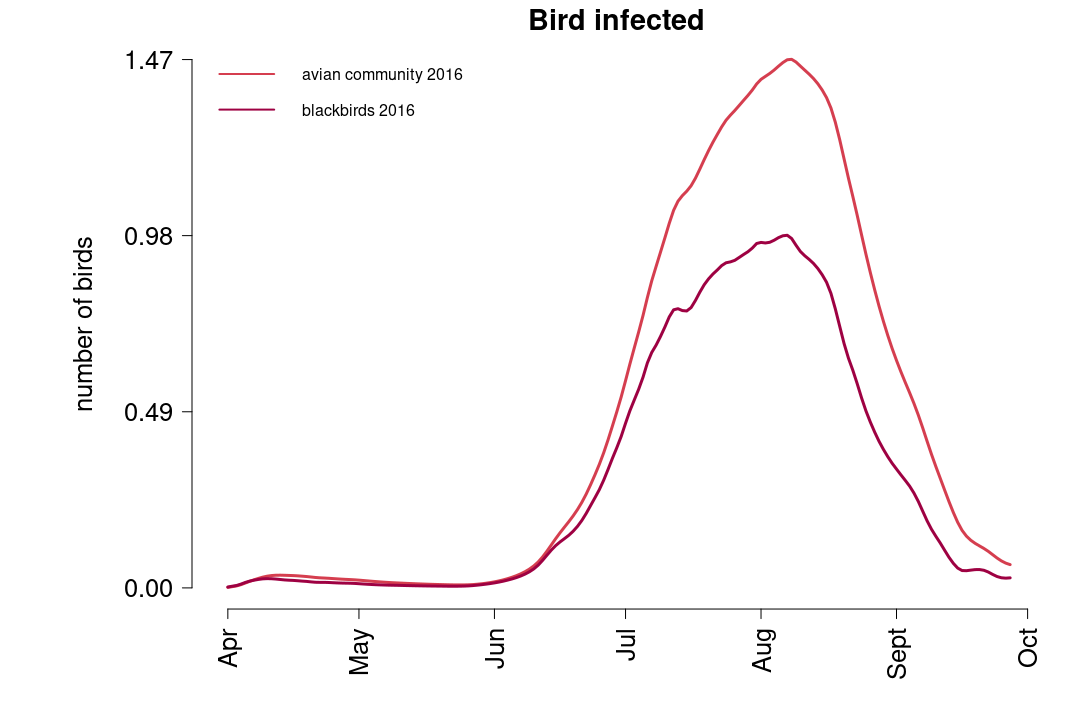 Bird infected
avian community 2016
blackbirds 2016
number of birds
1.47
0.98
0.49
0.00
Apr
May
Jun
Jul
Aug
Sept
Oct